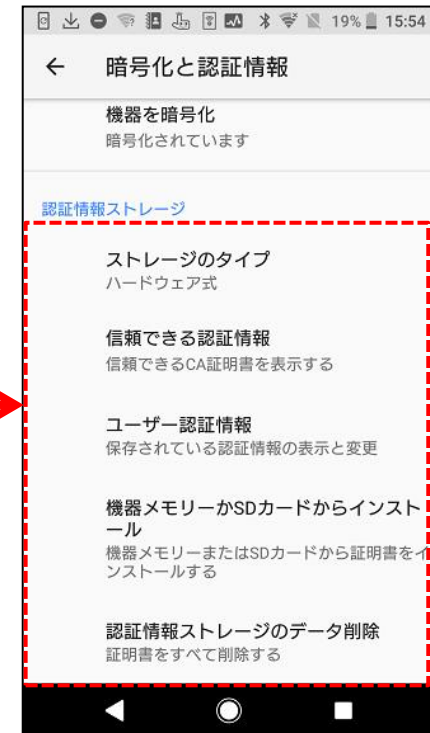 19% 15:54
暗号化と認証情報
機器を暗号化
暗号化されています
認証情報ストレージ
ストレージのタイプ
ハードウェア式
信頼できる認証情報
信頼できるCA証明書を表示する
ユーザー認証情報
保存されている認証情報の表示と変更
機器メモリーかSDカードからインスト
ール
機器メモリーまたはSDカードから証明書をイ
ンストールする
認証情報ストレージのデータ削除
証明書をすべて削除する